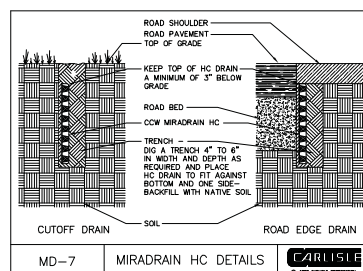 ROAD SHOULDER
ROAD PAVEMENT
TOP OF GRADE
KEEP TOP OF HC DRAIN
A MINIMUM OF 3" BELOW
GRADE
ROAD BED
CCW MIRADRAIN HC
TRENCH -
DIG A TRENCH 4" TO 6"
IN WIDTH AND DEPTH AS
REQUIRED AND PLACE
HC DRAIN TO FIT AGAINST
BOTTOM AND ONE SIDE-
BACKFILL WITH NATIVE SOIL
SOIL
CUTOFF DRAIN
ROAD EDGE DRAIN
MD-7
MIRADRAIN HC DETAILS
CARLISLE